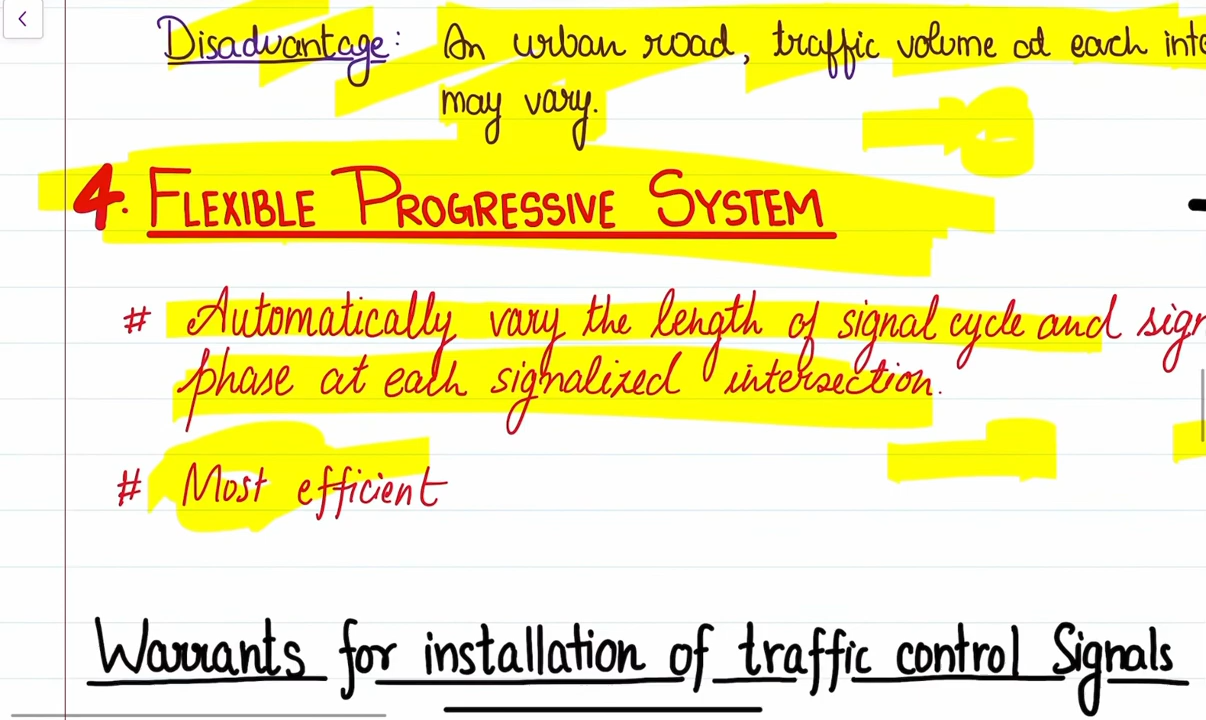 Disadvantage: On urban road, traffic volume at each
may vary.
4. FLEXIBLE PROGRESSIVE SYSTEM
# Automatically vary the length of signal cycle and
phase at each signalized intersection.
# Most efficient
Warrants for installation of traffic control Signals